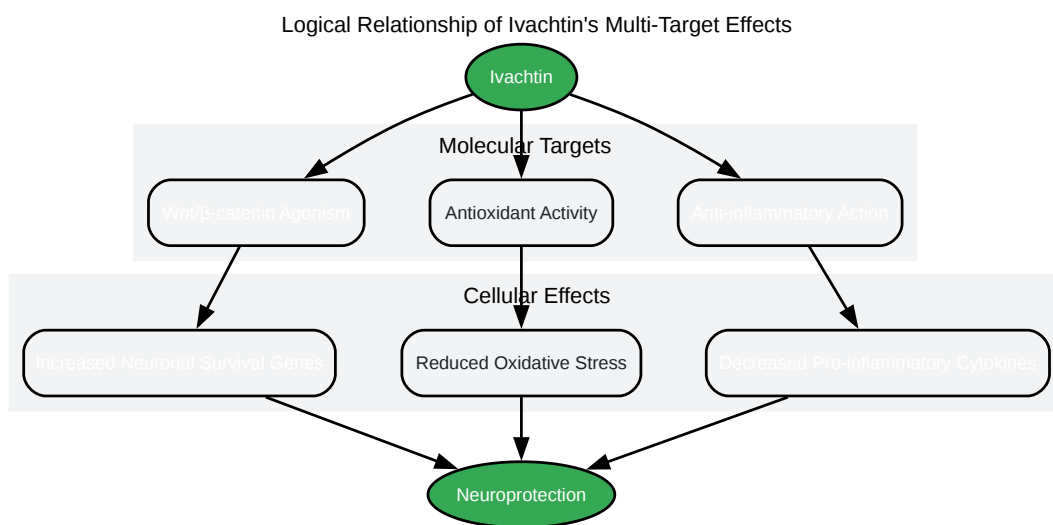 Logical Relationship of Ivachtin's Multi-Target Effects
Ivachtin
Molecular Targets
Wnt/β-catenin Agonism
Antioxidant Activity
Anti-inflammatory Action
Cellular Effects
Increased Neuronal Survival Genes
Reduced Oxidative Stress
Decreased Pro-inflammatory Cytokines
Neuroprotection